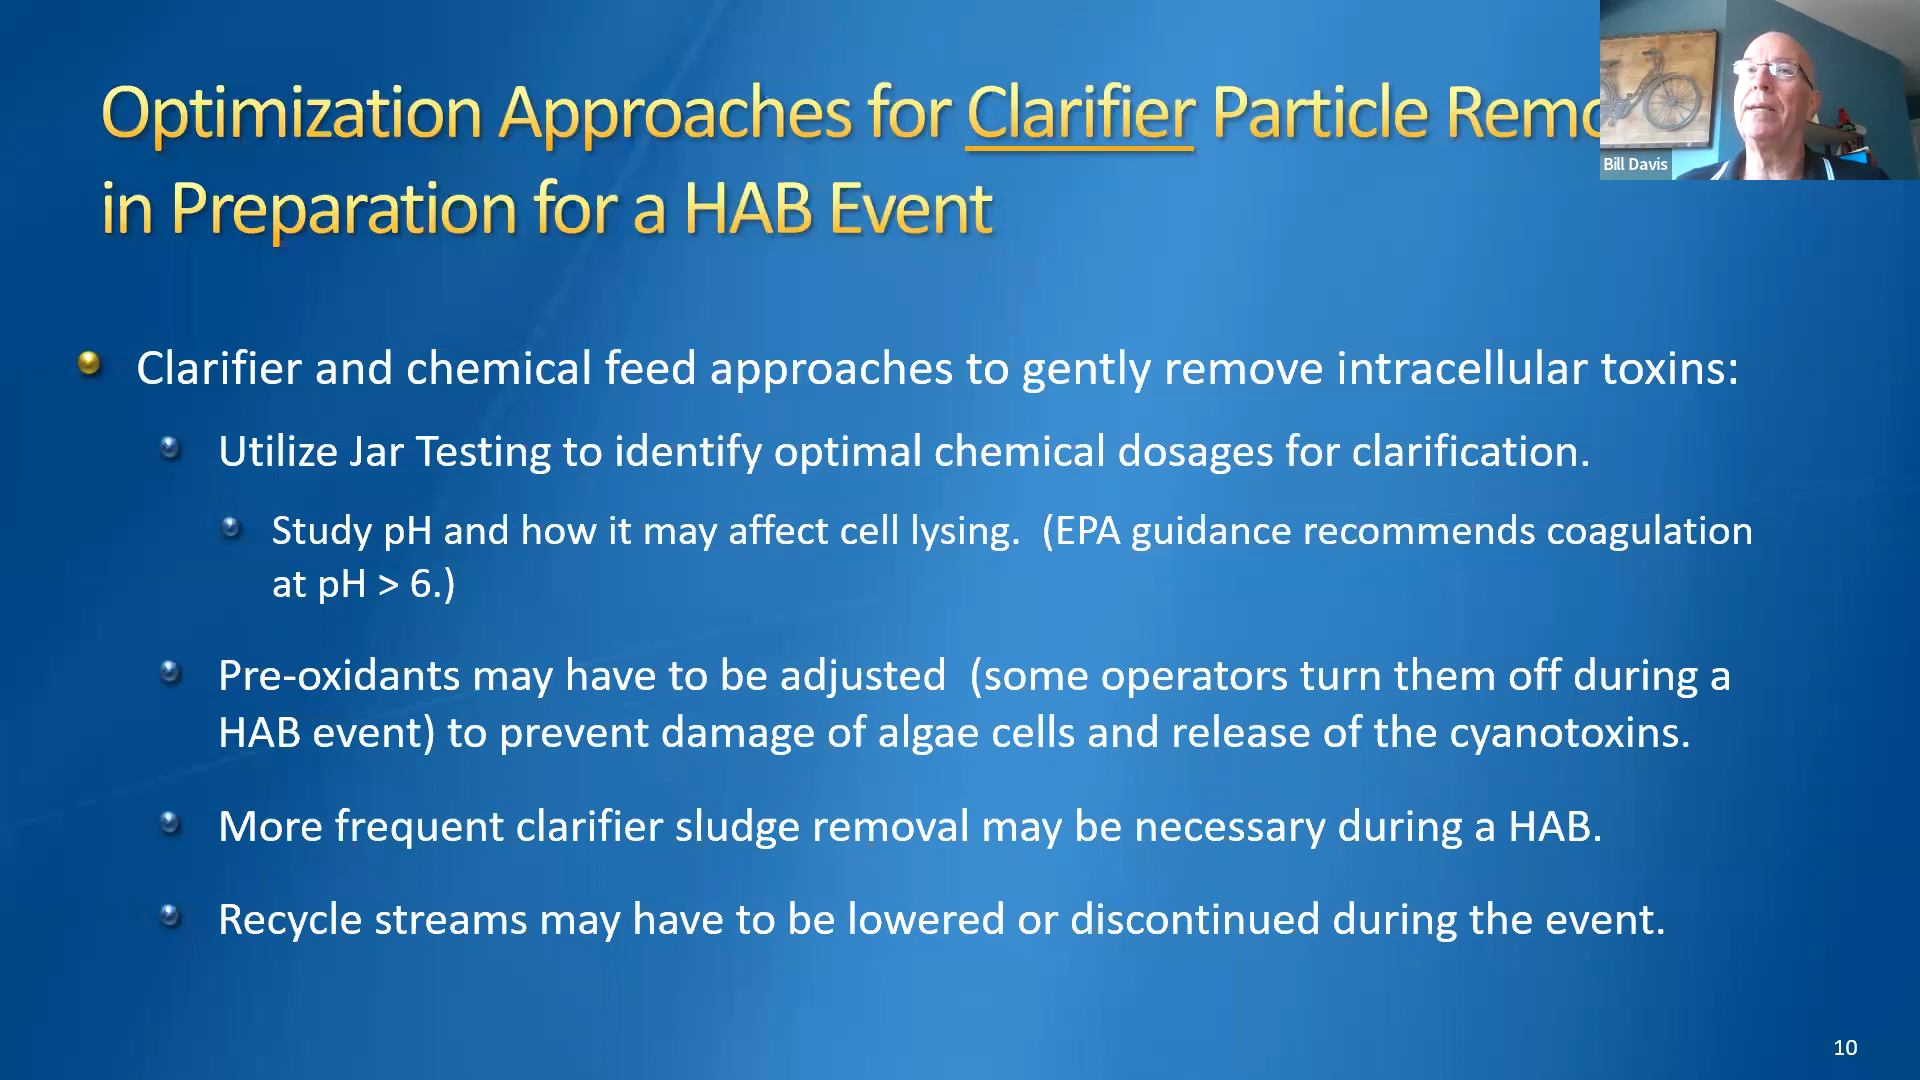 Optimization Approaches for Clarifier Particle
in Preparation for a HAB Event
Bill Davis
Clarifier and chemical feed approaches to gently remove intracellular toxins:
Utilize Jar Testing to identify optimal chemical dosages for clarification.
Study pH and how it may affect cell lysing.  (EPA guidance recommends coagulation
at pH > 6.)
Pre-oxidants may have to be adjusted  (some operators turn them off during a
HAB event) to prevent damage of algae cells and release of the cyanotoxins.
More frequent clarifier sludge removal may be necessary during a HAB.
Recycle streams may have to be lowered or discontinued during the event.
10